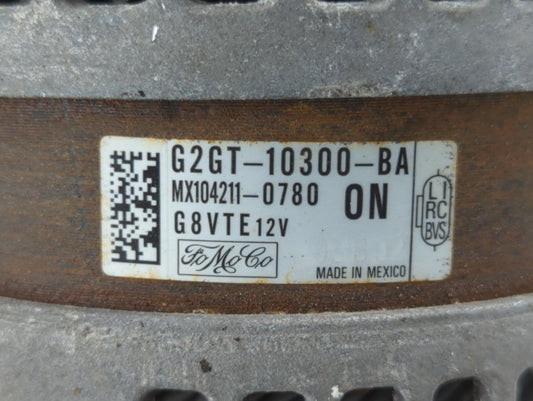 G2GT-10300-BA
MX104211-0780 ON
G8VTE 12V
FoMoCo
MADE IN MEXICO
LI
RC
BVS